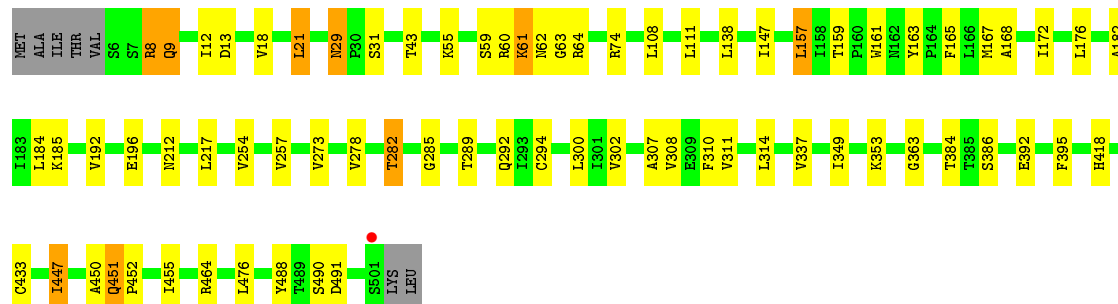 MET ALA ILE THR VAL S6 S7 R8 Q9 I12 D13 V18 L21 N29 P30 S31 T43 K55 S59 R60 K61 N62 G63 R64 R74 L108 L111 L138 I147 L157 I158 T159 P160 W161 N162 Y163 P164 F165 L166 M167 A168 I172 L176 A182
I183 L184 K185 V192 E196 N212 L217 V254 V257 V273 V278 T282 G285 T289 Q292 I293 C294 L300 I301 V302 A307 V308 E309 F310 V311 L314 V337 I349 K353 G363 T384 T385 S386 E392 F395 H418
C433 I447 A450 Q451 P452 I455 R464 L476 Y488 T489 S490 D491 S501 LYS LEU